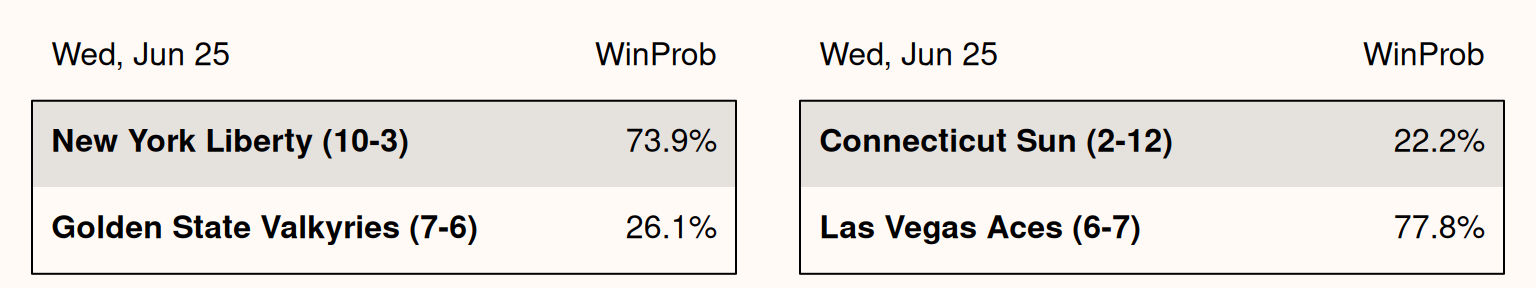 Wed, Jun 25 WinProb
New York Liberty (10-3) 73.9%
Golden State Valkyries (7-6) 26.1%
Wed, Jun 25 WinProb
Connecticut Sun (2-12) 22.2%
Las Vegas Aces (6-7) 77.8%